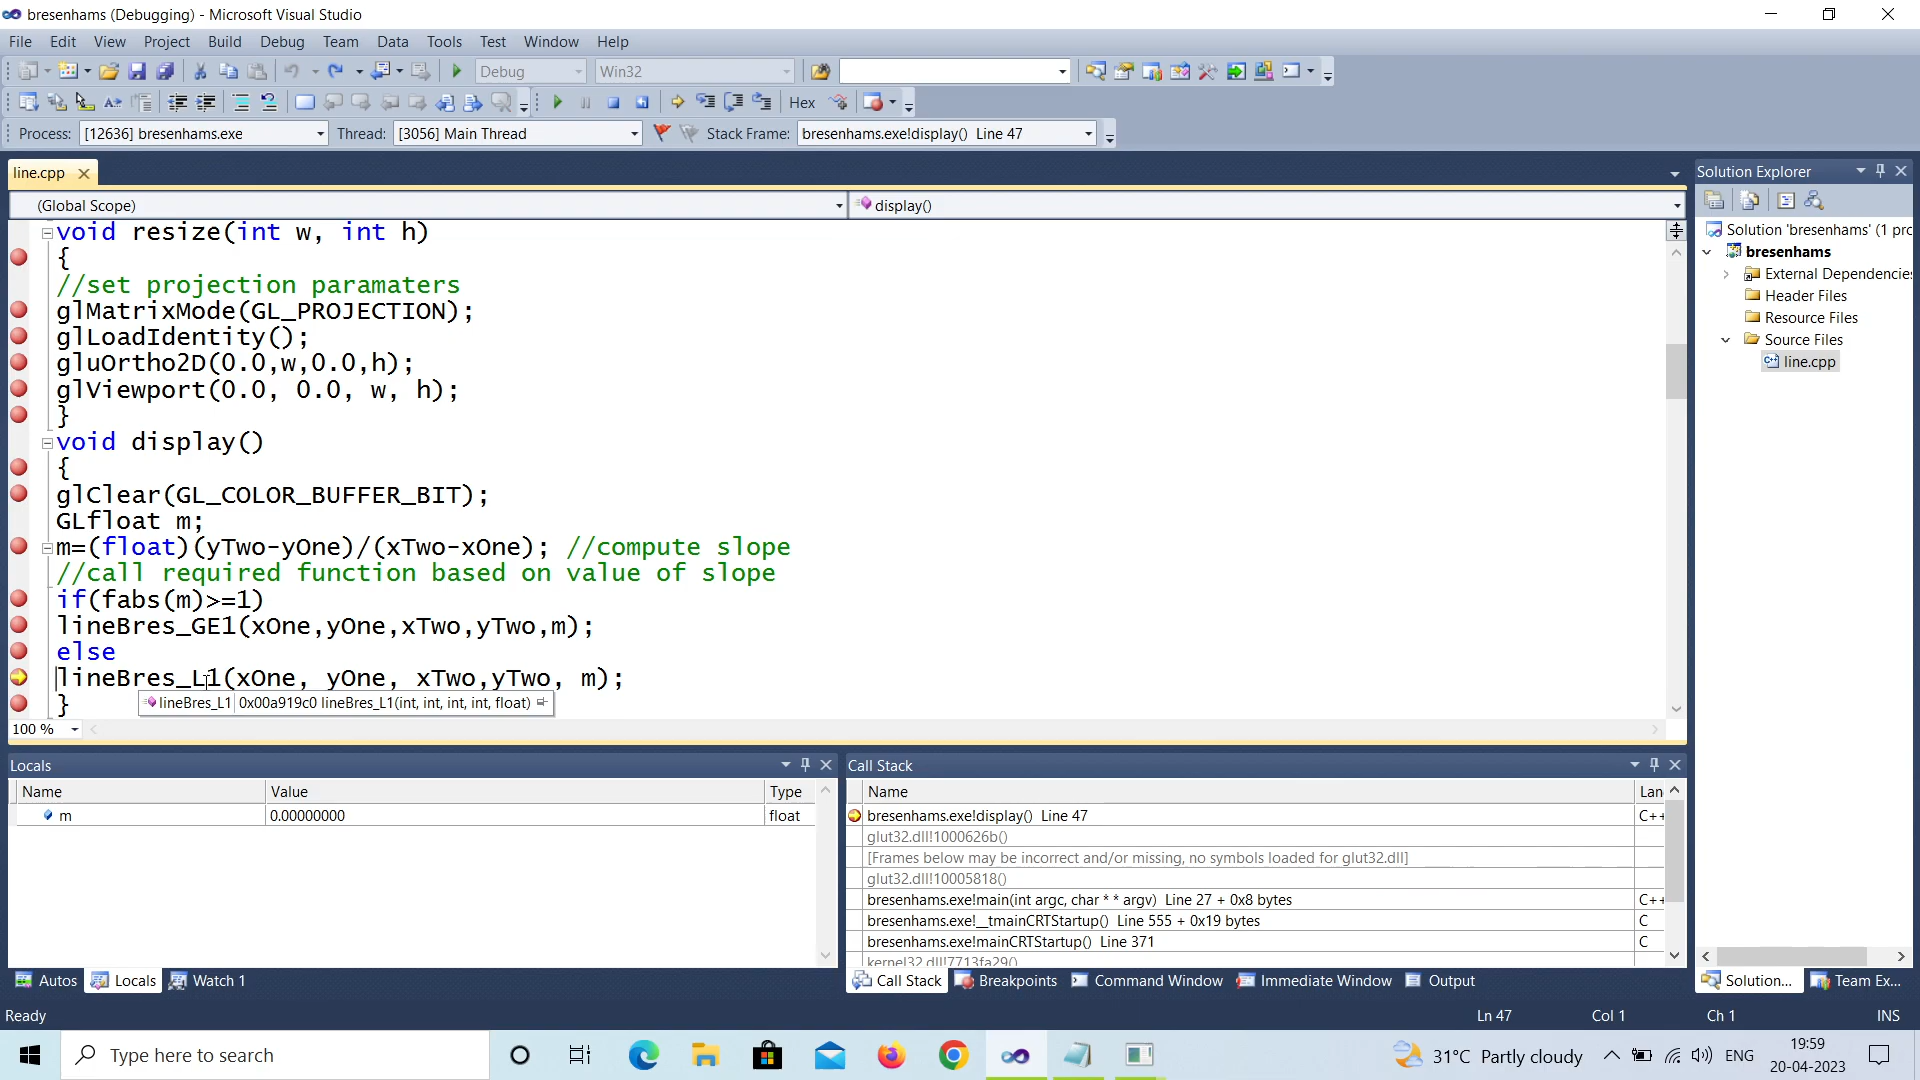 bresenhams (Debugging) - Microsoft Visual Studio
File Edit View Project Build Debug Team Data Tools Test Window Help
Debug Win32
Hex
Process: [12636] bresenhams.exe Thread: [3056] Main Thread Stack Frame: bresenhams.exe!display() Line 47
line.cpp
(Global Scope) display()
void resize(int w, int h)
{
//set projection paramaters
glMatrixMode(GL_PROJECTION);
glLoadIdentity();
gluOrtho2D(0.0,w,0.0,h);
glViewport(0.0, 0.0, w, h);
}
void display()
{
glClear(GL_COLOR_BUFFER_BIT);
GLfloat m;
m=(float)(yTwo-yOne)/(xTwo-xOne); //compute slope
//call required function based on value of slope
if(fabs(m)>=1)
lineBres_GE1(xOne,yOne,xTwo,yTwo,m);
else
lineBres_L1(xOne, yOne, xTwo,yTwo, m);
}
lineBres_L1 0x00a919c0 lineBres_L1(int, int, int, int, float)
100 %
Solution Explorer
Solution 'bresenhams' (1 pro
bresenhams
External Dependencies
Header Files
Resource Files
Source Files
line.cpp
Locals
Name Value Type
m 0.00000000 float
Autos Locals Watch 1
Call Stack
Name Lan
bresenhams.exe!display() Line 47 C++
glut32.dll!1000626b()
[Frames below may be incorrect and/or missing, no symbols loaded for glut32.dll]
glut32.dll!10005818()
bresenhams.exe!main(int argc, char * * argv) Line 27 + 0x8 bytes C++
bresenhams.exe!__tmainCRTStartup() Line 555 + 0x19 bytes C
bresenhams.exe!mainCRTStartup() Line 371 C
kernel32.dll!7713fa29()
Call Stack Breakpoints Command Window Immediate Window Output
Solution... Team Ex...
Ready Ln 47 Col 1 Ch 1 INS
Type here to search
31°C Partly cloudy ENG
19:59
20-04-2023